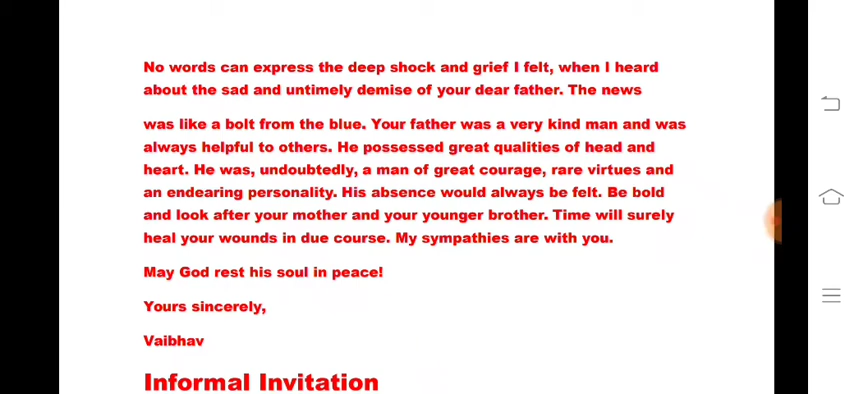 No words can express the deep shock and grief I felt, when I heard
about the sad and untimely demise of your dear father. The news
was like a bolt from the blue. Your father was a very kind man and was
always helpful to others. He possessed great qualities of head and
heart. He was, undoubtedly, a man of great courage, rare virtues and
an endearing personality. His absence would always be felt. Be bold
and look after your mother and your younger brother. Time will surely
heal your wounds in due course. My sympathies are with you.
May God rest his soul in peace!
Yours sincerely,
Vaibhav
Informal Invitation